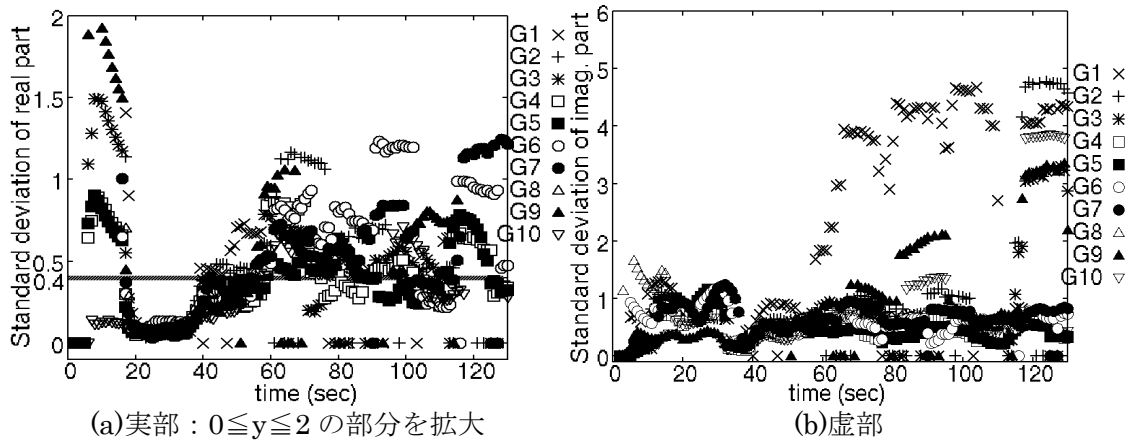 Standard deviation of real part
2
1.5
1
0.5
0.4
0
0 20 40 60 80 100 120
time (sec)
G1
G2
G3
G4
G5
G6
G7
G8
G9
G10
(a)実部：0≦y≦2 の部分を拡大
Standard deviation of imag. part
6
5
4
3
2
1
0
0 20 40 60 80 100 120
time (sec)
G1
G2
G3
G4
G5
G6
G7
G8
G9
G10
(b)虚部